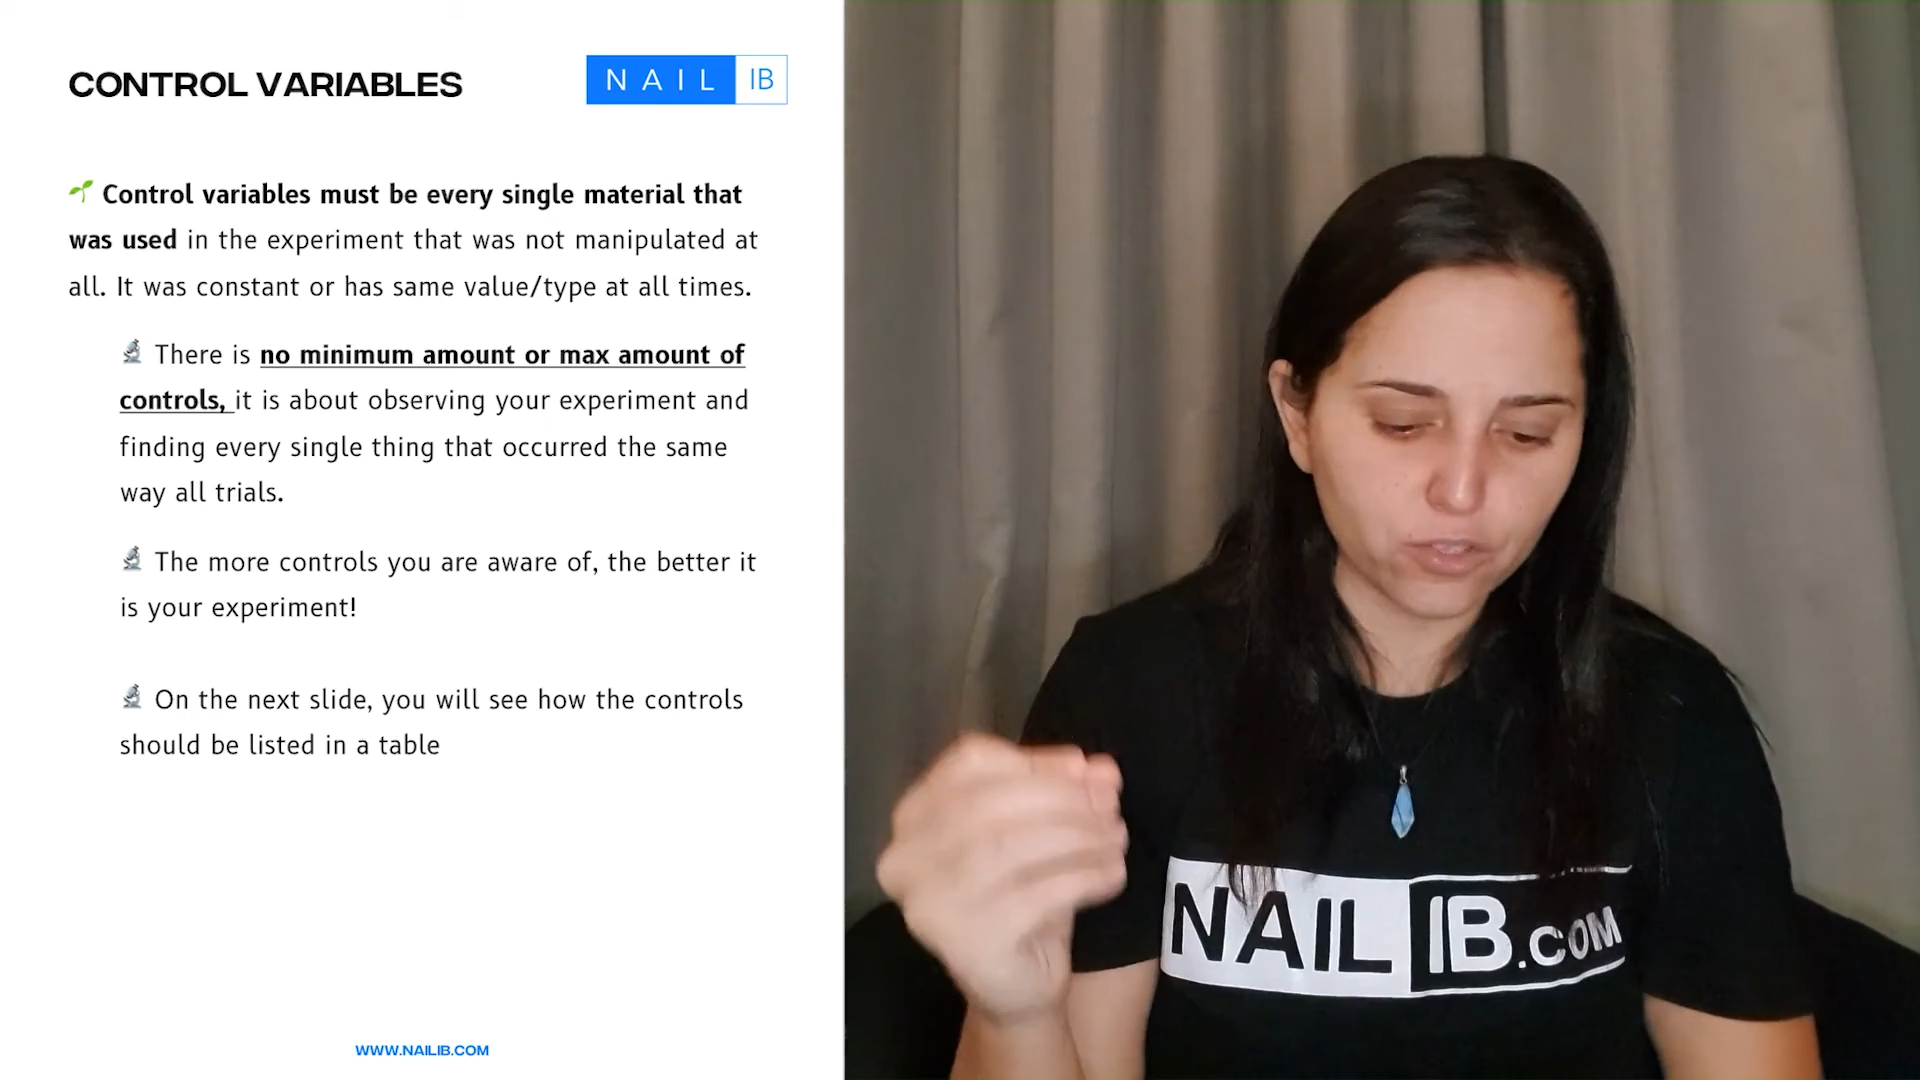 CONTROL VARIABLES
NAIL IB
Control variables must be every single material that
was used in the experiment that was not manipulated at
all. It was constant or has same value/type at all times.
There is no minimum amount or max amount of
controls, it is about observing your experiment and
finding every single thing that occurred the same
way all trials.
The more controls you are aware of, the better it
is your experiment!
On the next slide, you will see how the controls
should be listed in a table
WWW.NAILIB.COM
NAIL IB.COM